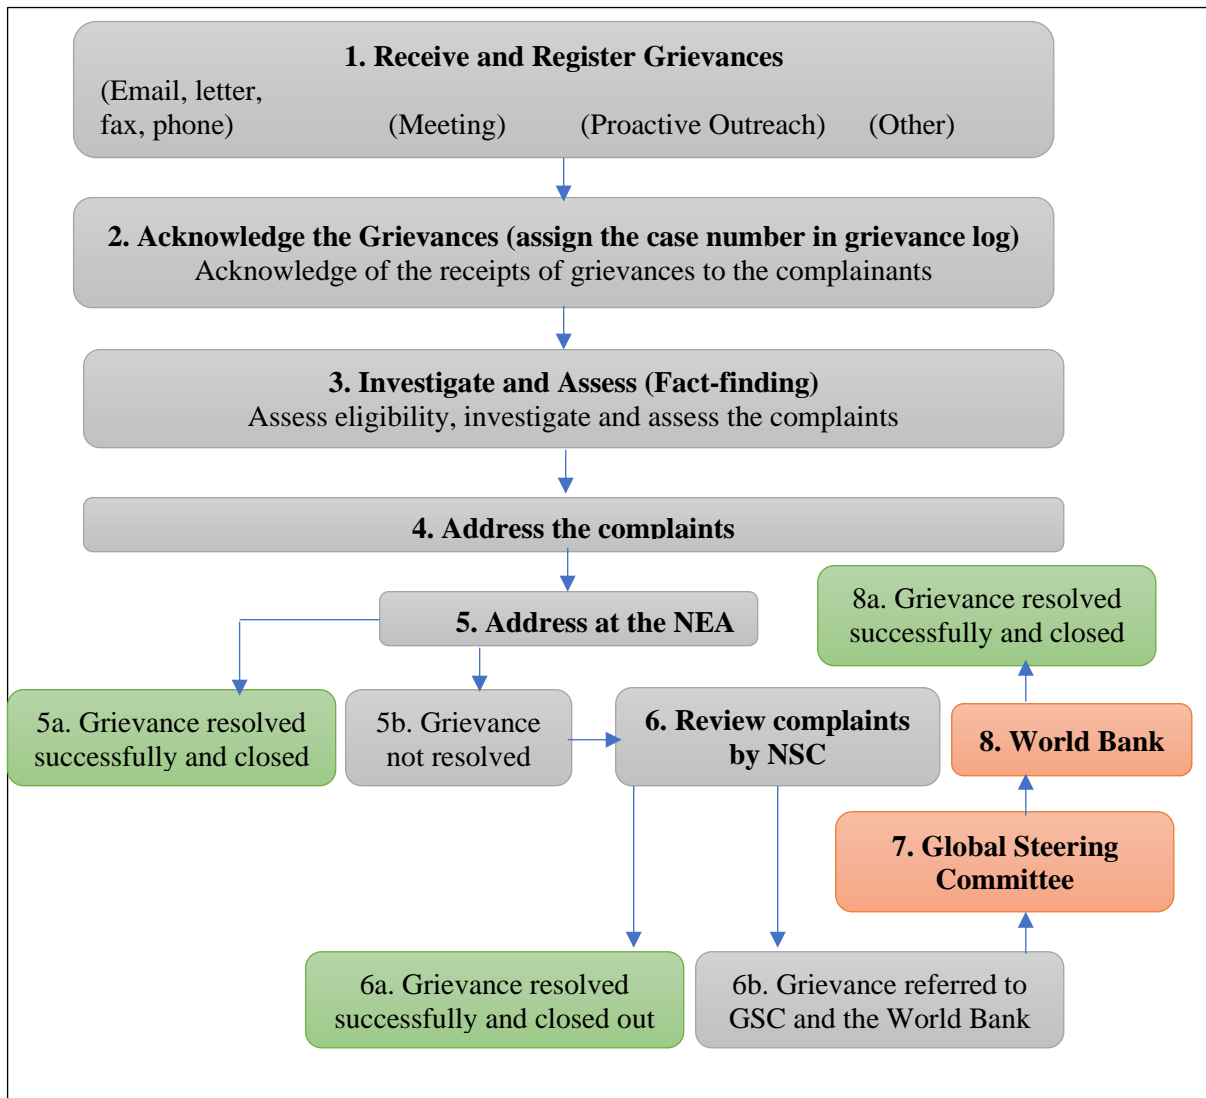 1. Receive and Register Grievances
(Email, letter,
fax, phone) (Meeting) (Proactive Outreach) (Other)
2. Acknowledge the Grievances (assign the case number in grievance log)
Acknowledge of the receipts of grievances to the complainants
3. Investigate and Assess (Fact-finding)
Assess eligibility, investigate and assess the complaints
4. Address the complaints
5. Address at the NEA
8a. Grievance resolved
successfully and closed
5a. Grievance resolved
successfully and closed
5b. Grievance
not resolved
6. Review complaints
by NSC
8. World Bank
7. Global Steering
Committee
6a. Grievance resolved
successfully and closed out
6b. Grievance referred to
GSC and the World Bank